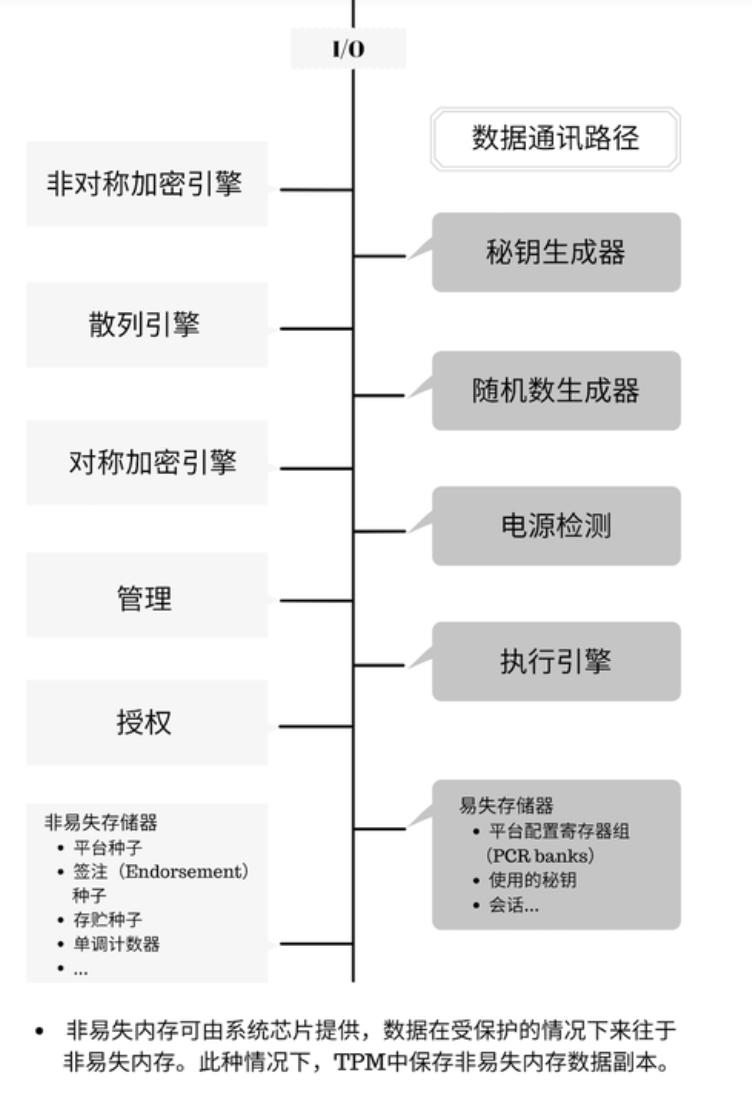 I/O
数据通讯路径
非对称加密引擎
秘钥生成器
散列引擎
随机数生成器
对称加密引擎
电源检测
管理
执行引擎
授权
易失存储器
• 平台配置寄存器组
（PCR banks）
• 使用的秘钥
• 会话...
非易失存储器
• 平台种子
• 签注（Endorsement）
种子
• 存贮种子
• 单调计数器
• ...
• 非易失内存可由系统芯片提供，数据在受保护的情况下来往于
非易失内存。此种情况下，TPM中保存非易失内存数据副本。